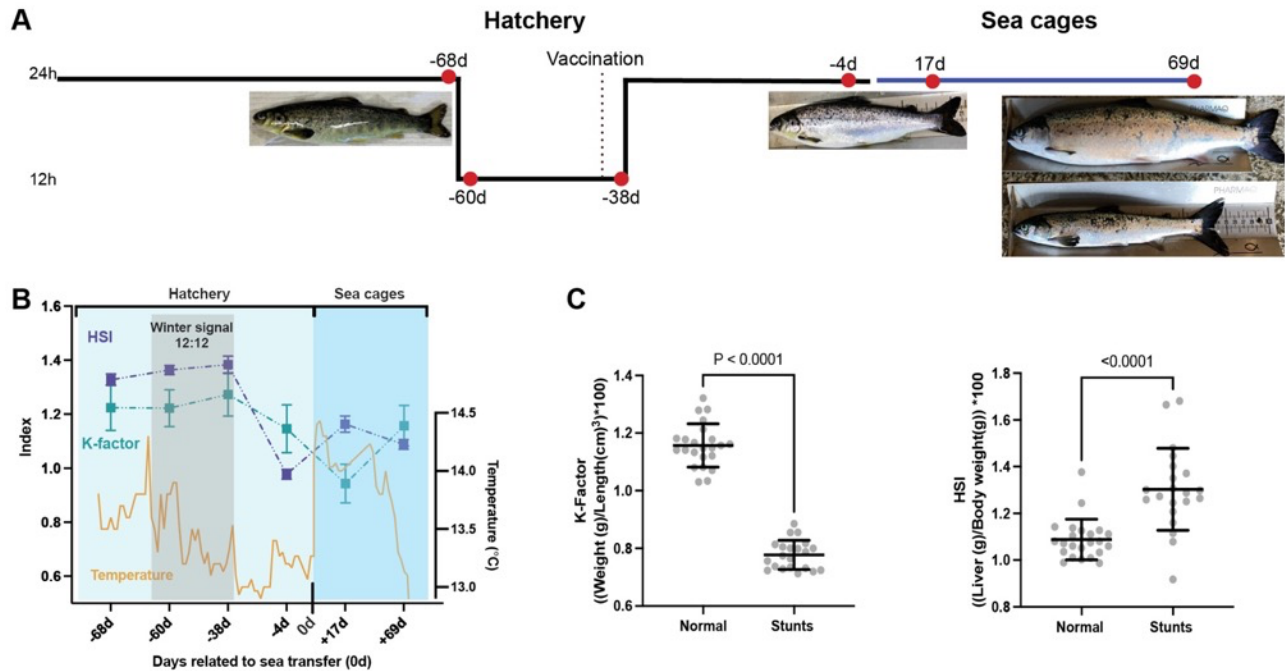 A
Hatchery
Sea cages
24h
-68d
Vaccination
-4d
17d
69d
PHARMAQ
12h
-60d
-38d
PHARMAQ
B
Hatchery
Sea cages
1.6
HSI
Winter signal
12:12
1.4
1.2
K-factor
1.0
0.8
0.6
Index
Temperature
14.5
14.0
13.5
13.0
Temperature (°C)
-68d
-60d
-38d
-4d
0d
+17d
+69d
Days related to sea transfer (0d)
C
P < 0.0001
1.4
1.2
1.0
0.8
0.6
K-Factor
((Weight (g)/Length(cm)³)*100)
Normal
Stunts
<0.0001
1.8
1.6
1.4
1.2
1.0
0.8
HSI
((Liver (g)/Body weight(g)) *100
Normal
Stunts